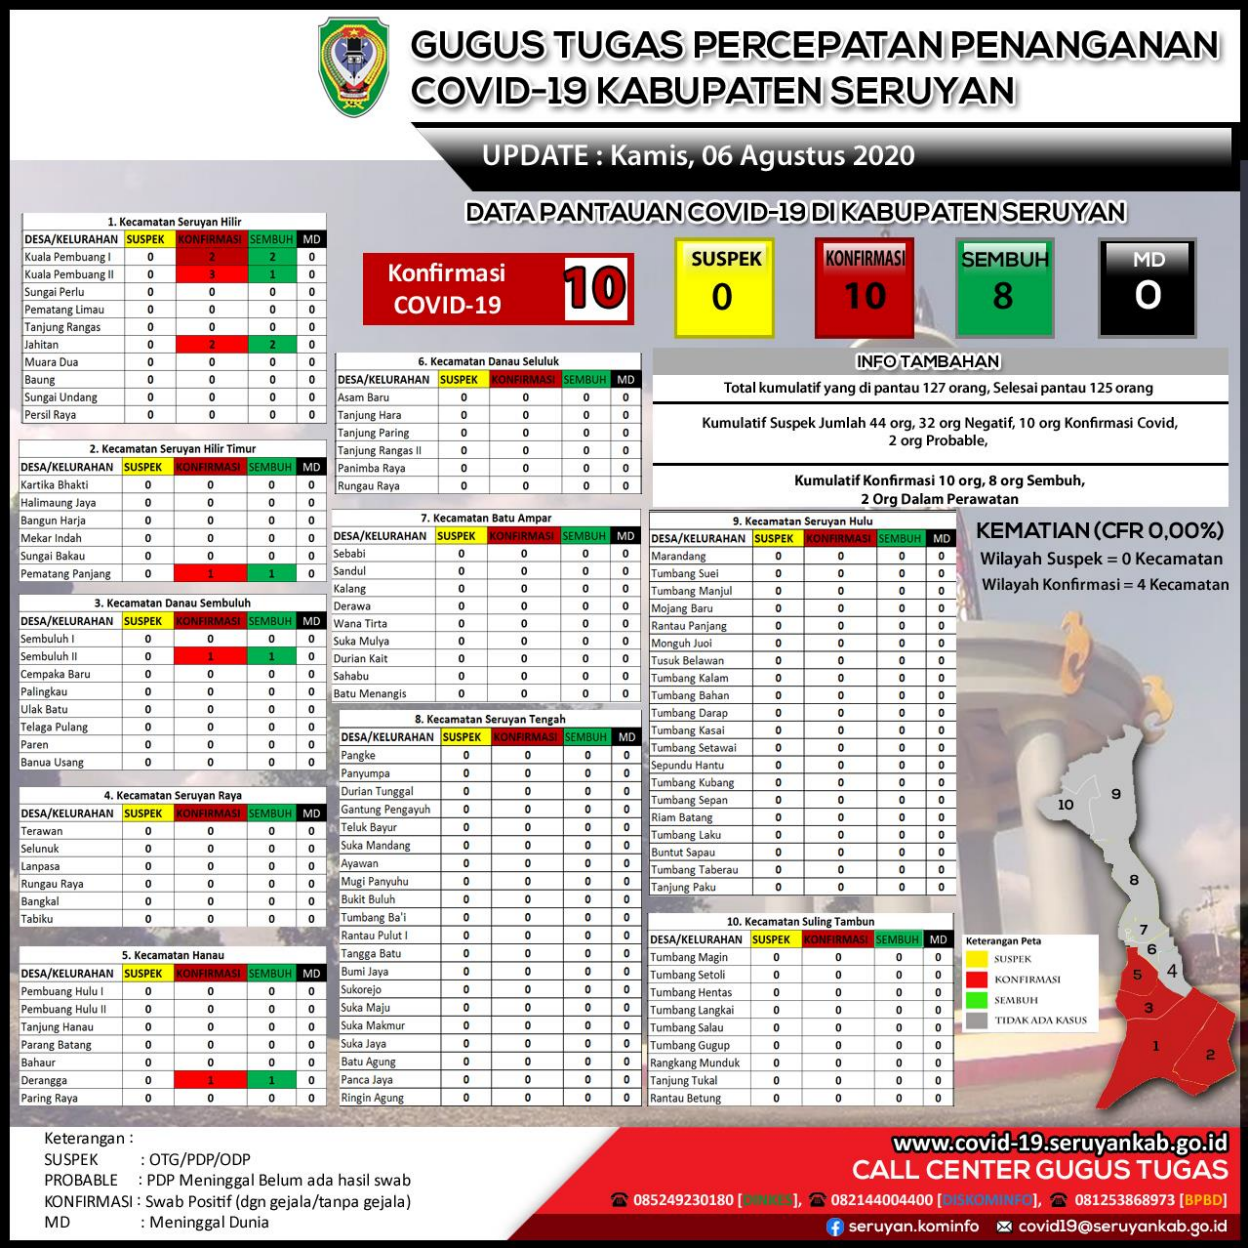 GUGUS TUGAS PERCEPATAN PENANGANAN
COVID-19 KABUPATEN SERUYAN
UPDATE : Kamis, 06 Agustus 2020
DATA PANTAUAN COVID-19 DI KABUPATEN SERUYAN
Konfirmasi
COVID-19
10
SUSPEK
0
KONFIRMASI
10
SEMBUH
8
MD
0
INFO TAMBAHAN
Total kumulatif yang di pantau 127 orang, Selesai pantau 125 orang
Kumulatif Suspek Jumlah 44 org, 32 org Negatif, 10 org Konfirmasi Covid,
2 org Probable,
Kumulatif Konfirmasi 10 org, 8 org Sembuh,
2 Org Dalam Perawatan
KEMATIAN (CFR 0,00%)
Wilayah Suspek = 0 Kecamatan
Wilayah Konfirmasi = 4 Kecamatan
1. Kecamatan Seruyan Hilir
DESA/KELURAHAN SUSPEK KONFIRMASI SEMBUH MD
Kuala Pembuang I 0 2 2 0
Kuala Pembuang II 0 3 1 0
Sungai Perlu 0 0 0 0
Pematang Limau 0 0 0 0
Tanjung Rangas 0 0 0 0
Jahitan 0 2 2 0
Muara Dua 0 0 0 0
Baung 0 0 0 0
Sungai Undang 0 0 0 0
Persil Raya 0 0 0 0
2. Kecamatan Seruyan Hilir Timur
DESA/KELURAHAN SUSPEK KONFIRMASI SEMBUH MD
Kartika Bhakti 0 0 0 0
Halimaung Jaya 0 0 0 0
Bangun Harja 0 0 0 0
Mekar Indah 0 0 0 0
Sungai Bakau 0 0 0 0
Pematang Panjang 0 1 1 0
3. Kecamatan Danau Sembuluh
DESA/KELURAHAN SUSPEK KONFIRMASI SEMBUH MD
Sembuluh I 0 0 0 0
Sembuluh II 0 1 1 0
Cempaka Baru 0 0 0 0
Palingkau 0 0 0 0
Ulak Batu 0 0 0 0
Telaga Pulang 0 0 0 0
Paren 0 0 0 0
Banua Usang 0 0 0 0
4. Kecamatan Seruyan Raya
DESA/KELURAHAN SUSPEK KONFIRMASI SEMBUH MD
Terawan 0 0 0 0
Selunuk 0 0 0 0
Lanpasa 0 0 0 0
Rungau Raya 0 0 0 0
Bangkal 0 0 0 0
Tabiku 0 0 0 0
5. Kecamatan Hanau
DESA/KELURAHAN SUSPEK KONFIRMASI SEMBUH MD
Pembuang Hulu I 0 0 0 0
Pembuang Hulu II 0 0 0 0
Tanjung Hanau 0 0 0 0
Parang Batang 0 0 0 0
Bahaur 0 0 0 0
Derangga 0 1 1 0
Paring Raya 0 0 0 0
6. Kecamatan Danau Seluluk
DESA/KELURAHAN SUSPEK KONFIRMASI SEMBUH MD
Asam Baru 0 0 0 0
Tanjung Hara 0 0 0 0
Tanjung Paring 0 0 0 0
Tanjung Rangas II 0 0 0 0
Panimba Raya 0 0 0 0
Rungau Raya 0 0 0 0
7. Kecamatan Batu Ampar
DESA/KELURAHAN SUSPEK KONFIRMASI SEMBUH MD
Sebabi 0 0 0 0
Sandul 0 0 0 0
Kalang 0 0 0 0
Derawa 0 0 0 0
Wana Tirta 0 0 0 0
Suka Mulya 0 0 0 0
Durian Kait 0 0 0 0
Sahabu 0 0 0 0
Batu Menangis 0 0 0 0
8. Kecamatan Seruyan Tengah
DESA/KELURAHAN SUSPEK KONFIRMASI SEMBUH MD
Pangke 0 0 0 0
Panyumpa 0 0 0 0
Durian Tunggal 0 0 0 0
Gantung Pengayuh 0 0 0 0
Teluk Bayur 0 0 0 0
Suka Mandang 0 0 0 0
Ayawan 0 0 0 0
Mugi Panyuhu 0 0 0 0
Bukit Buluh 0 0 0 0
Tumbang Ba'i 0 0 0 0
Rantau Pulut I 0 0 0 0
Tangga Batu 0 0 0 0
Bumi Jaya 0 0 0 0
Sukorejo 0 0 0 0
Suka Maju 0 0 0 0
Suka Makmur 0 0 0 0
Suka Jaya 0 0 0 0
Batu Agung 0 0 0 0
Panca Jaya 0 0 0 0
Ringin Agung 0 0 0 0
9. Kecamatan Seruyan Hulu
DESA/KELURAHAN SUSPEK KONFIRMASI SEMBUH MD
Marandang 0 0 0 0
Tumbang Suei 0 0 0 0
Tumbang Manjul 0 0 0 0
Mojang Baru 0 0 0 0
Rantau Panjang 0 0 0 0
Monguh Juoi 0 0 0 0
Tusuk Belawan 0 0 0 0
Tumbang Kalam 0 0 0 0
Tumbang Bahan 0 0 0 0
Tumbang Darap 0 0 0 0
Tumbang Kasai 0 0 0 0
Tumbang Setawai 0 0 0 0
Sepundu Hantu 0 0 0 0
Tumbang Kubang 0 0 0 0
Tumbang Sepan 0 0 0 0
Riam Batang 0 0 0 0
Tumbang Laku 0 0 0 0
Buntut Sapau 0 0 0 0
Tumbang Taberau 0 0 0 0
Tanjung Paku 0 0 0 0
10. Kecamatan Suling Tambun
DESA/KELURAHAN SUSPEK KONFIRMASI SEMBUH MD
Tumbang Magin 0 0 0 0
Tumbang Setoli 0 0 0 0
Tumbang Hentas 0 0 0 0
Tumbang Langkai 0 0 0 0
Tumbang Salau 0 0 0 0
Tumbang Gugup 0 0 0 0
Rangkang Munduk 0 0 0 0
Tanjung Tukal 0 0 0 0
Rantau Betung 0 0 0 0
Keterangan Peta
SUSPEK
KONFIRMASI
SEMBUH
TIDAK ADA KASUS
10 9
8
7
6
5 4
3
1 2
Keterangan :
SUSPEK : OTG/PDP/ODP
PROBABLE : PDP Meninggal Belum ada hasil swab
KONFIRMASI : Swab Positif (dgn gejala/tanpa gejala)
MD : Meninggal Dunia
www.covid-19.seruyankab.go.id
CALL CENTER GUGUS TUGAS
085249230180 [DINKES], 082144004400 [DISKOMINFO], 081253868973 [BPBD]
seruyan.kominfo covid19@seruyankab.go.id